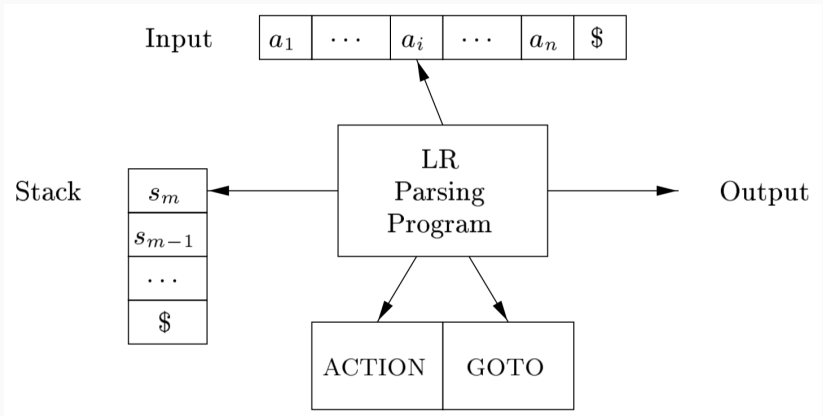 Input a₁ ⋯ aᵢ ⋯ aₙ $
LR
Parsing
Program
Stack
sₘ
sₘ₋₁
⋯
$
Output
ACTION GOTO